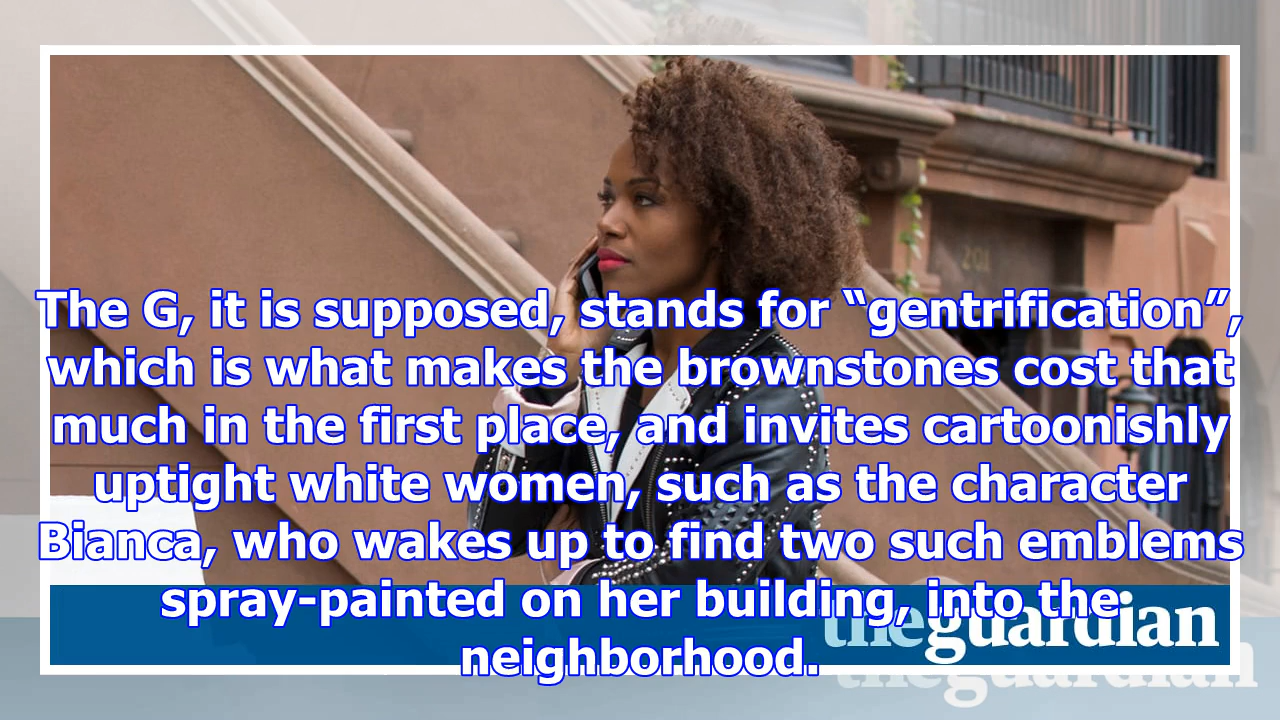 201
The G, it is supposed, stands for “gentrification”,
which is what makes the brownstones cost that
much in the first place, and invites cartoonishly
uptight white women, such as the character
Bianca, who wakes up to find two such emblems
spray-painted on her building, into the
neighborhood.
theguardian
theguardian